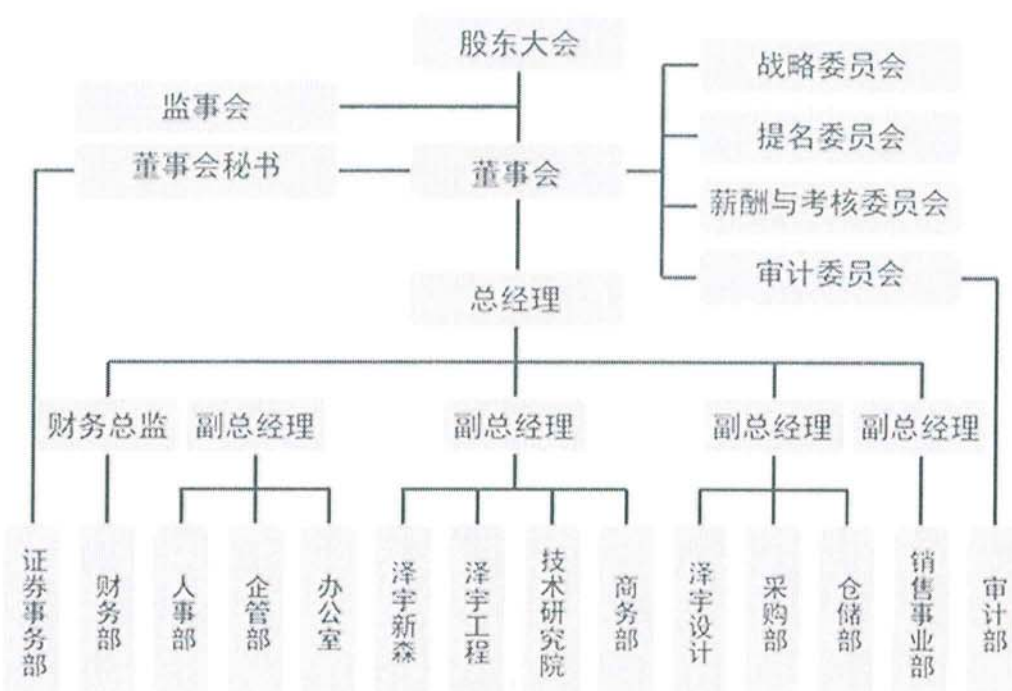 股东大会
战略委员会
监事会
提名委员会
董事会秘书
董事会
薪酬与考核委员会
审计委员会
总经理
财务总监
副总经理
副总经理
副总经理
副总经理
证券事务部
财务部
人事部
企管部
办公室
泽宇新森
泽宇工程
技术研究院
商务部
泽宇设计
采购部
仓储部
销售事业部
审计部